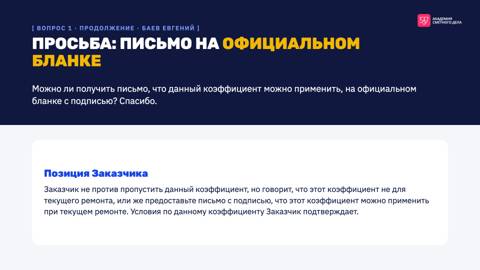 [ ВОПРОС 1 · ПРОДОЛЖЕНИЕ · БАЕВ ЕВГЕНИЙ ]
АКАДЕМИЯ
СМЕТНОГО ДЕЛА
ПРОСЬБА: ПИСЬМО НА ОФИЦИАЛЬНОМ
БЛАНКЕ
Можно ли получить письмо, что данный коэффициент можно применить, на официальном
бланке с подписью? Спасибо.
Позиция Заказчика
Заказчик не против пропустить данный коэффициент, но говорит, что этот коэффициент не для
текущего ремонта, или же предоставьте письмо с подписью, что этот коэффициент можно применить
при текущем ремонте. Условия по данному коэффициенту Заказчик подтверждает.